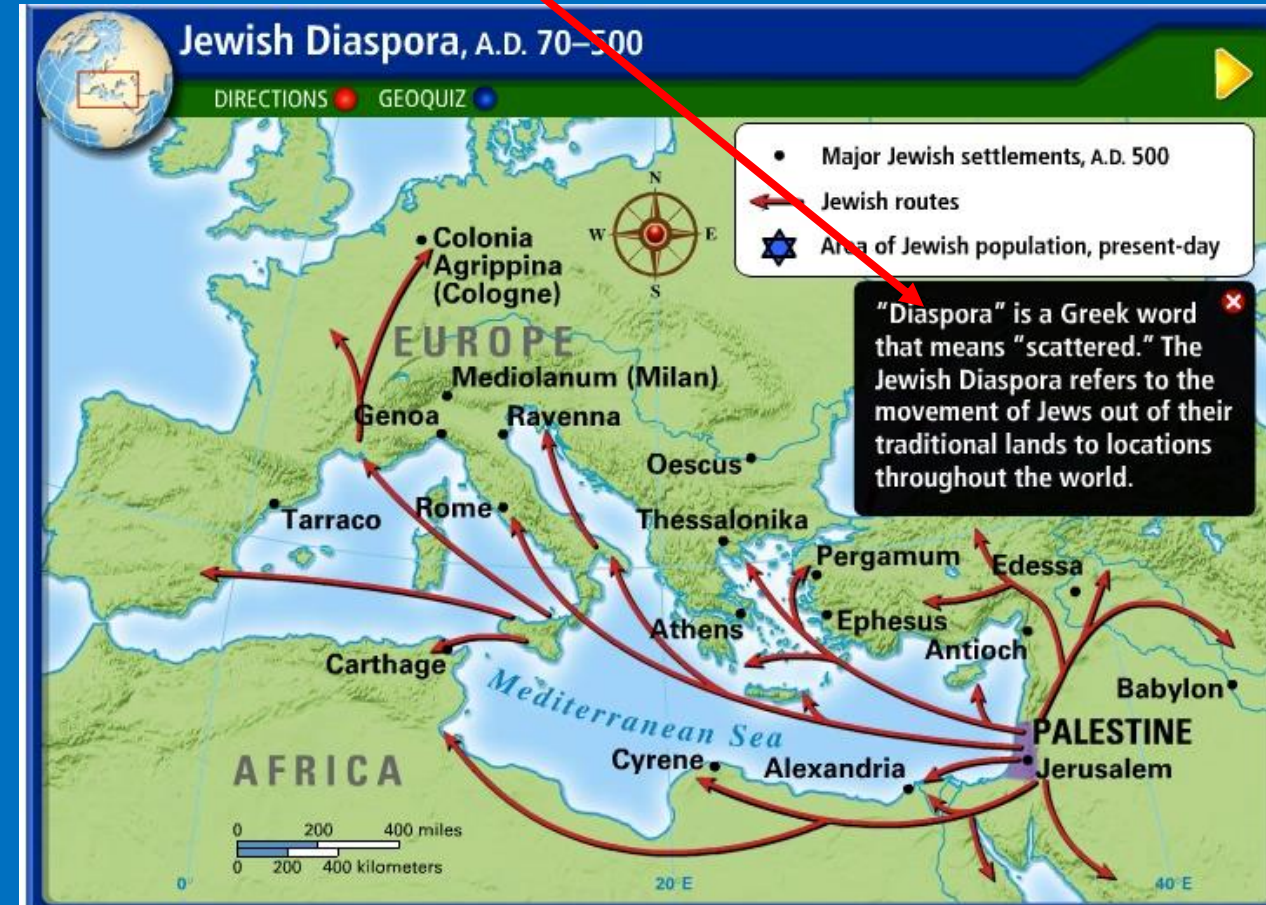 Jewish Diaspora, A.D. 70–500
DIRECTIONS GEOQUIZ
Major Jewish settlements, A.D. 500
Jewish routes
Area of Jewish population, present-day
"Diaspora" is a Greek word
that means "scattered." The
Jewish Diaspora refers to the
movement of Jews out of their
traditional lands to locations
throughout the world.
N
W E
S
Colonia
Agrippina
(Cologne)
EUROPE
Mediolanum (Milan)
Genoa Ravenna
Oescus
Tarraco Rome Thessalonika
Pergamum Edessa
Athens Ephesus
Antioch
Carthage
Babylon
Mediterranean Sea
PALESTINE
Cyrene Alexandria Jerusalem
AFRICA
0 200 400 miles
0 200 400 kilometers
0° 20°E 40°E